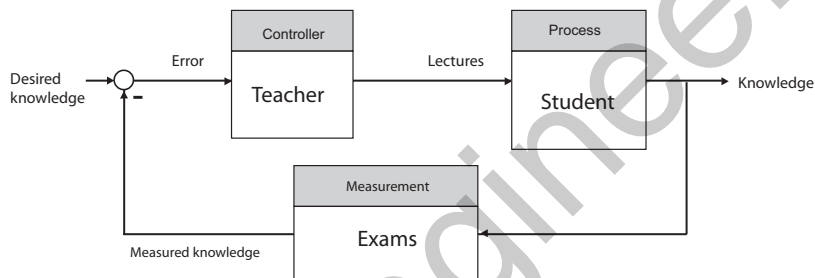 Controller
Process
Error
Lectures
Desired
knowledge
Teacher
Student
Knowledge
-
Measurement
Exams
Measured knowledge